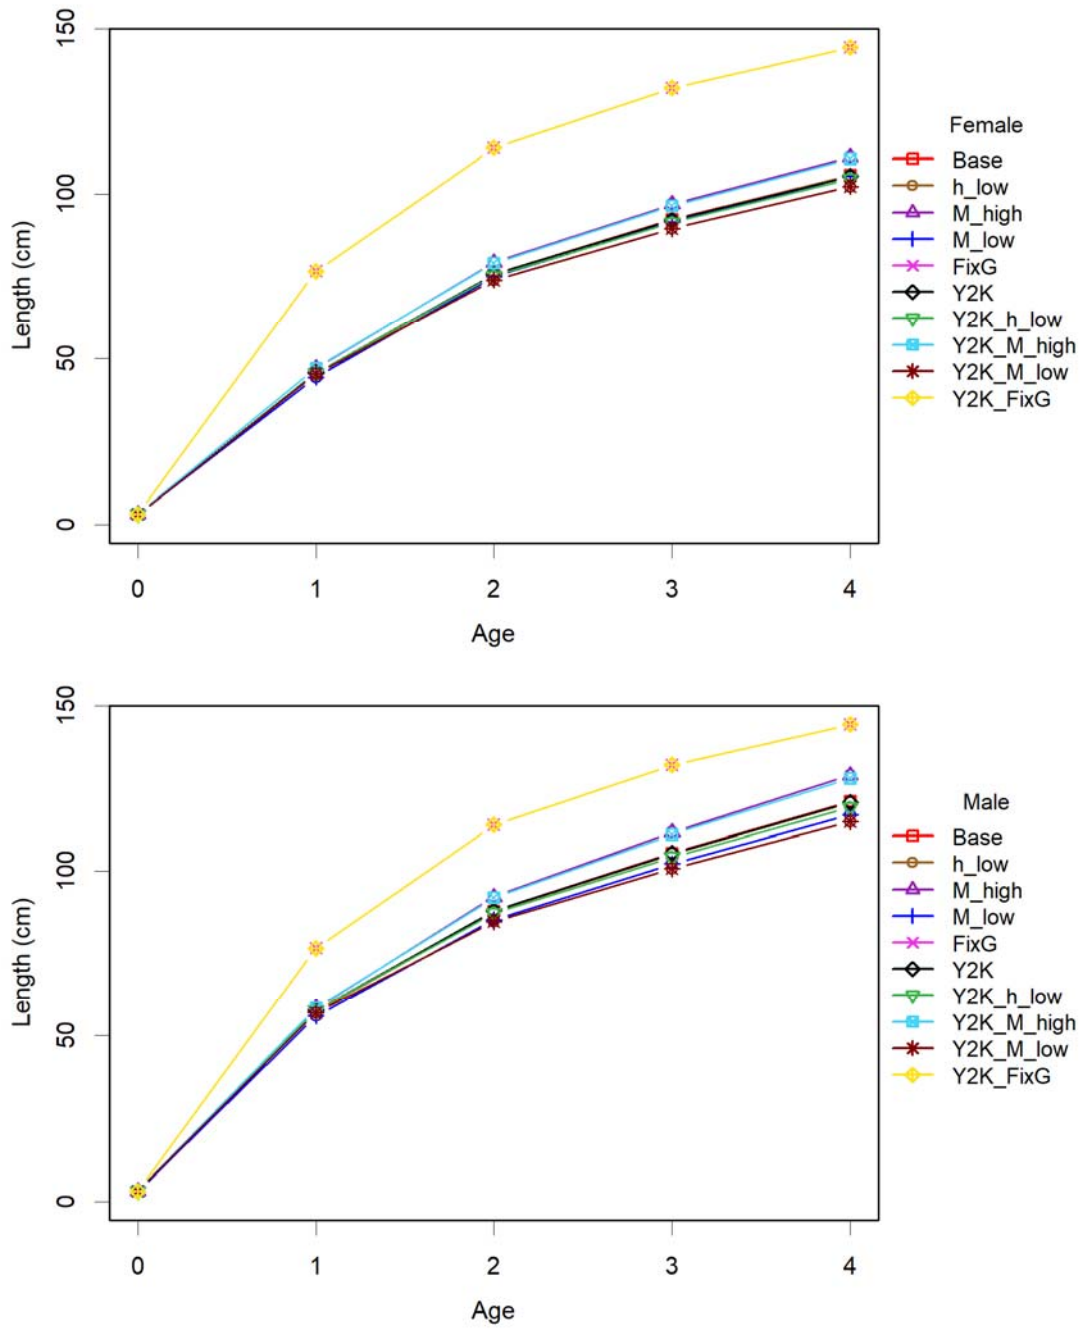 150
100
50
0
Length (cm)
0 1 2 3 4
Age
Female
Base
h_low
M_high
M_low
FixG
Y2K
Y2K_h_low
Y2K_M_high
Y2K_M_low
Y2K_FixG
150
100
50
0
Length (cm)
0 1 2 3 4
Age
Male
Base
h_low
M_high
M_low
FixG
Y2K
Y2K_h_low
Y2K_M_high
Y2K_M_low
Y2K_FixG